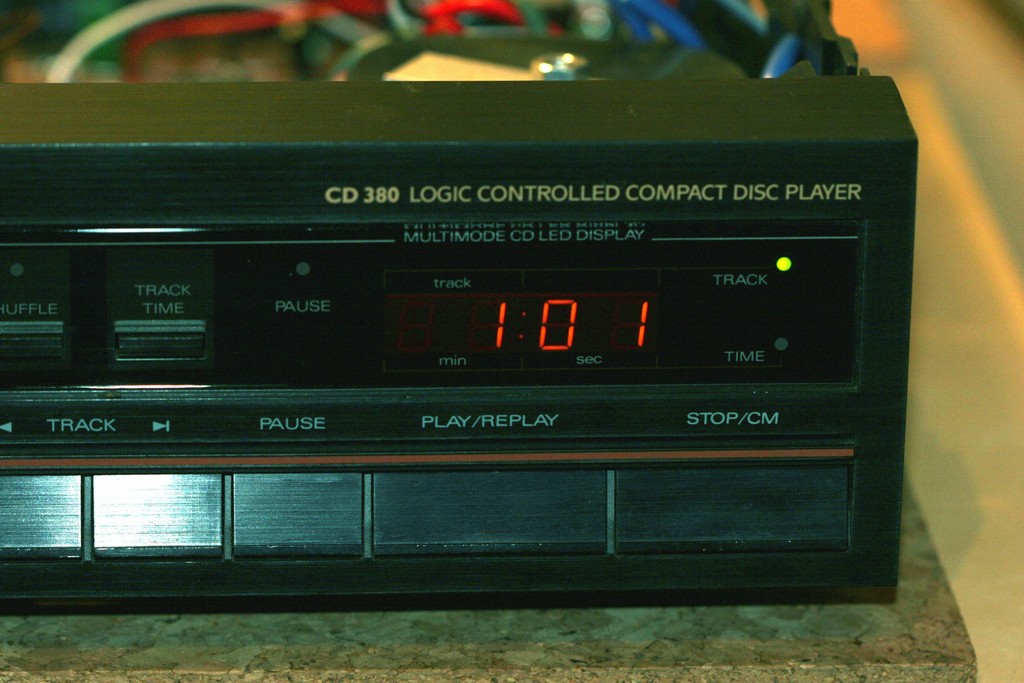 CD 380 LOGIC CONTROLLED COMPACT DISC PLAYER
MULTIMODE CD LED DISPLAY
HUFFLE
TRACK
TIME
PAUSE
track
1:01
min
sec
TRACK
TIME
TRACK
PAUSE
PLAY/REPLAY
STOP/CM